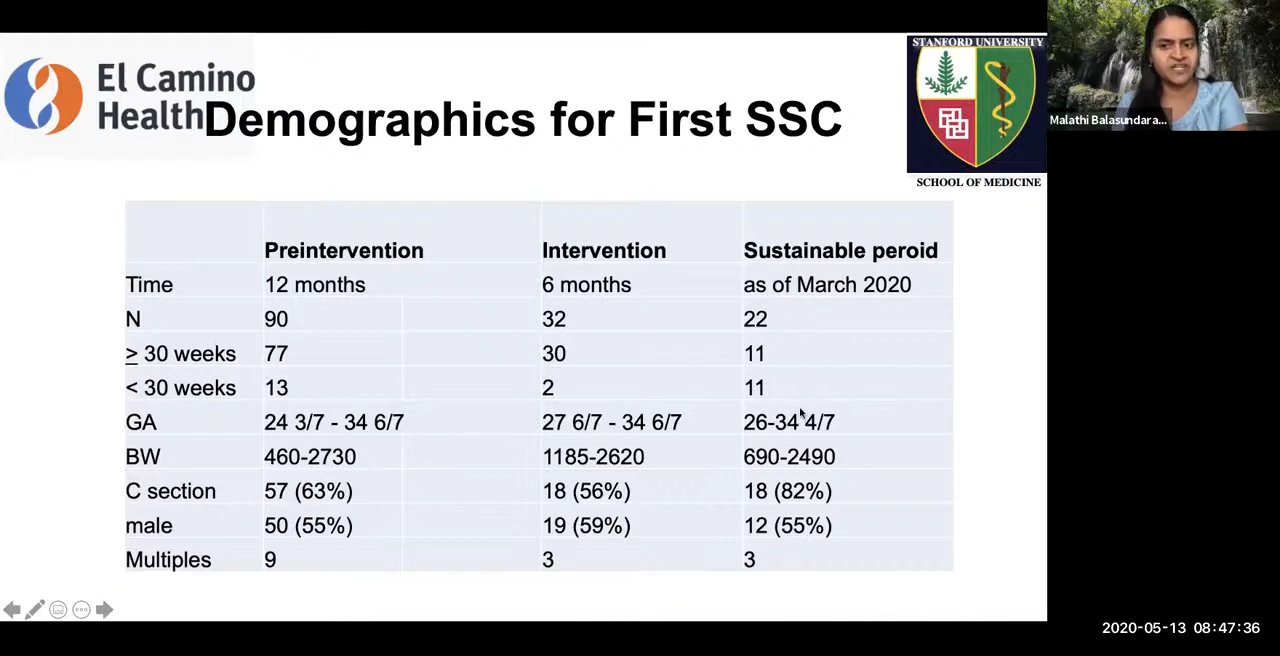 El Camino
Health
Demographics for First SSC
STANFORD UNIVERSITY
SCHOOL OF MEDICINE
Malathi Balasundara...
Preintervention Intervention Sustainable peroid
Time 12 months 6 months as of March 2020
N 90 32 22
≥ 30 weeks 77 30 11
< 30 weeks 13 2 11
GA 24 3/7 - 34 6/7 27 6/7 - 34 6/7 26-34 4/7
BW 460-2730 1185-2620 690-2490
C section 57 (63%) 18 (56%) 18 (82%)
male 50 (55%) 19 (59%) 12 (55%)
Multiples 9 3 3
2020-05-13 08:47:36